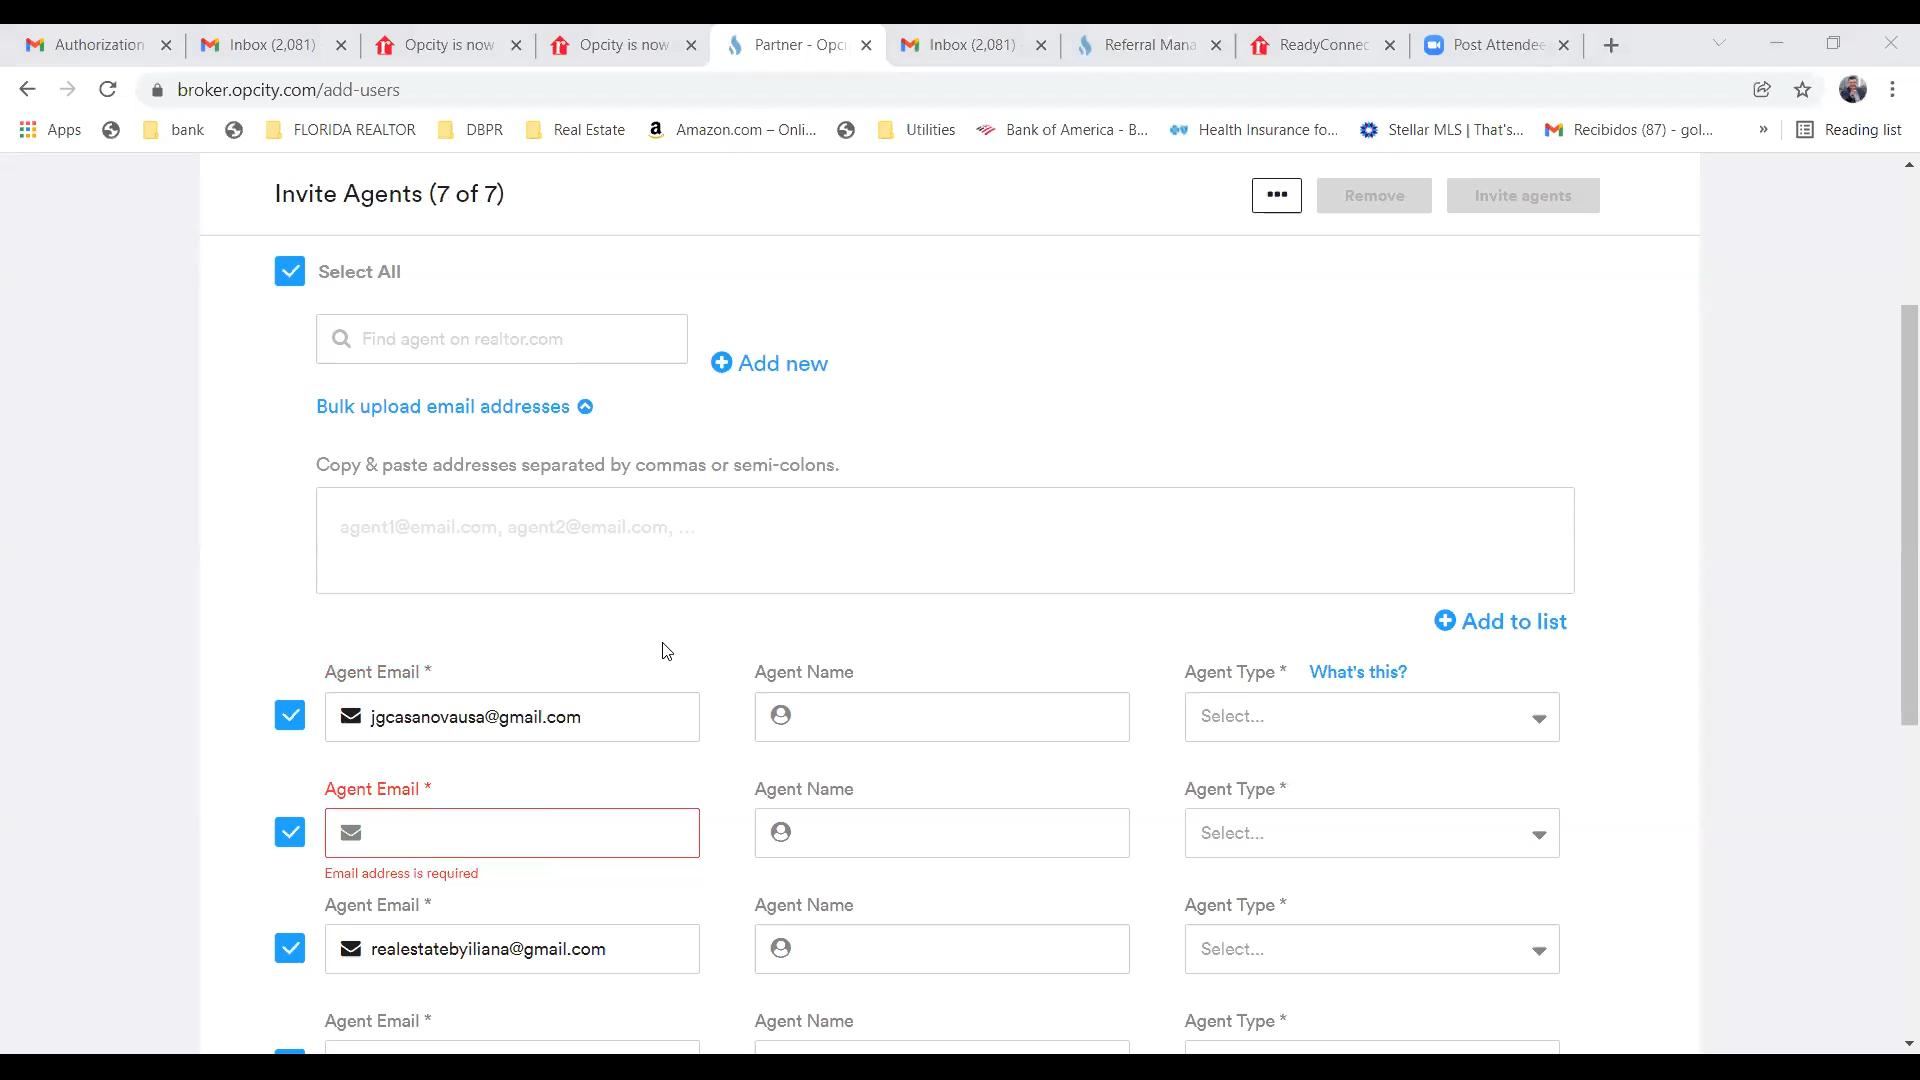 Authorization
Inbox (2,081)
Opcity is now
Opcity is now
Partner - Opci
Inbox (2,081)
Referral Mana
ReadyConnec
Post Attendee
broker.opcity.com/add-users
Apps
bank
FLORIDA REALTOR
DBPR
Real Estate
Amazon.com – Onli...
Utilities
Bank of America - B...
Health Insurance fo...
Stellar MLS | That's...
Recibidos (87) - gol...
»
Reading list
Invite Agents (7 of 7)
Remove
Invite agents
Select All
Find agent on realtor.com
Add new
Bulk upload email addresses
Copy & paste addresses separated by commas or semi-colons.
agent1@email.com, agent2@email.com, ...
Add to list
Agent Email *
Agent Name
Agent Type *
What's this?
jgcasanovausa@gmail.com
Select...
Agent Email *
Agent Name
Agent Type *
Select...
Email address is required
Agent Email *
Agent Name
Agent Type *
realestatebyiliana@gmail.com
Select...
Agent Email *
Agent Name
Agent Type *